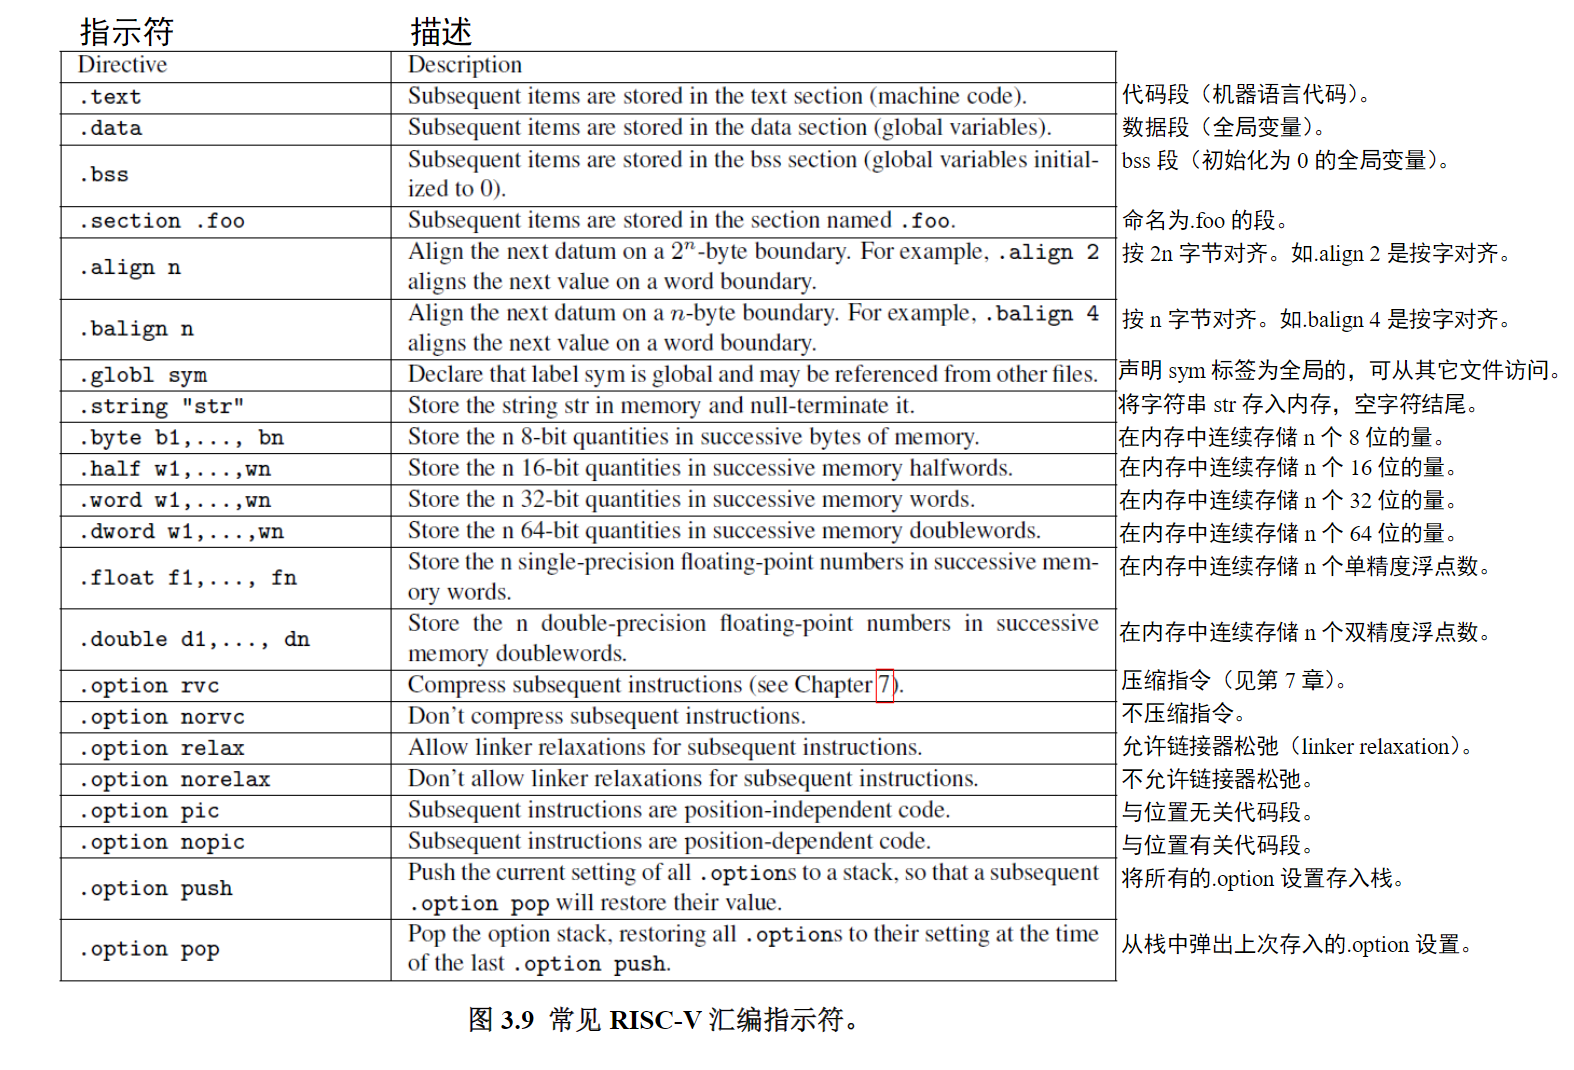 指示符 描述
Directive Description
.text Subsequent items are stored in the text section (machine code). 代码段（机器语言代码）。
.data Subsequent items are stored in the data section (global variables). 数据段（全局变量）。
.bss Subsequent items are stored in the bss section (global variables initial- bss 段（初始化为 0 的全局变量）。
ized to 0).
.section .foo Subsequent items are stored in the section named .foo. 命名为.foo 的段。
.align n Align the next datum on a 2^n-byte boundary. For example, .align 2 按 2n 字节对齐。如.align 2 是按字对齐。
aligns the next value on a word boundary.
.balign n Align the next datum on a n-byte boundary. For example, .balign 4 按 n 字节对齐。如.balign 4 是按字对齐。
aligns the next value on a word boundary.
.globl sym Declare that label sym is global and may be referenced from other files. 声明 sym 标签为全局的，可从其它文件访问。
.string "str" Store the string str in memory and null-terminate it. 将字符串 str 存入内存，空字符结尾。
.byte b1,..., bn Store the n 8-bit quantities in successive bytes of memory. 在内存中连续存储 n 个 8 位的量。
.half w1,...,wn Store the n 16-bit quantities in successive memory halfwords. 在内存中连续存储 n 个 16 位的量。
.word w1,...,wn Store the n 32-bit quantities in successive memory words. 在内存中连续存储 n 个 32 位的量。
.dword w1,...,wn Store the n 64-bit quantities in successive memory doublewords. 在内存中连续存储 n 个 64 位的量。
.float f1,..., fn Store the n single-precision floating-point numbers in successive mem- 在内存中连续存储 n 个单精度浮点数。
ory words.
.double d1,..., dn Store the n double-precision floating-point numbers in successive 在内存中连续存储 n 个双精度浮点数。
memory doublewords.
.option rvc Compress subsequent instructions (see Chapter 7). 压缩指令（见第 7 章）。
.option norvc Don't compress subsequent instructions. 不压缩指令。
.option relax Allow linker relaxations for subsequent instructions. 允许链接器松弛（linker relaxation）。
.option norelax Don't allow linker relaxations for subsequent instructions. 不允许链接器松弛。
.option pic Subsequent instructions are position-independent code. 与位置无关代码段。
.option nopic Subsequent instructions are position-dependent code. 与位置有关代码段。
.option push Push the current setting of all .options to a stack, so that a subsequent 将所有的.option 设置存入栈。
.option pop will restore their value.
.option pop Pop the option stack, restoring all .options to their setting at the time 从栈中弹出上次存入的.option 设置。
of the last .option push.
图 3.9 常见 RISC-V 汇编指示符。